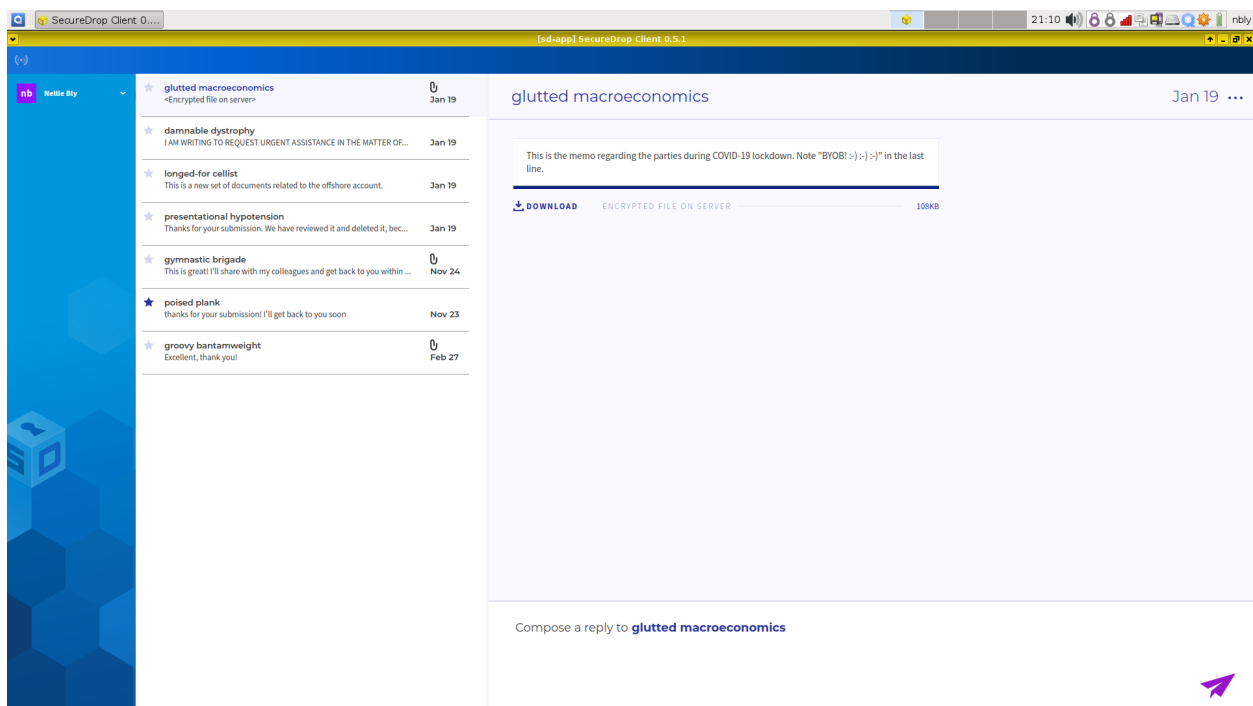 SecureDrop Client 0....
21:10
nbly
[sd-app] SecureDrop Client 0.5.1
nb Nellie Bly
glutted macroeconomics
<Encrypted file on server>
Jan 19
damnable dystrophy
I AM WRITING TO REQUEST URGENT ASSISTANCE IN THE MATTER OF...
Jan 19
longed-for cellist
This is a new set of documents related to the offshore account.
Jan 19
presentational hypotension
Thanks for your submission. We have reviewed it and deleted it, bec...
Jan 19
gymnastic brigade
This is great! I'll share with my colleagues and get back to you within ...
Nov 24
poised plank
thanks for your submission! I'll get back to you soon
Nov 23
groovy bantamweight
Excellent, thank you!
Feb 27
SD
glutted macroeconomics
Jan 19
This is the memo regarding the parties during COVID-19 lockdown. Note "BYOB! :-) :-) :-)" in the last
line.
DOWNLOAD ENCRYPTED FILE ON SERVER 108KB
Compose a reply to glutted macroeconomics